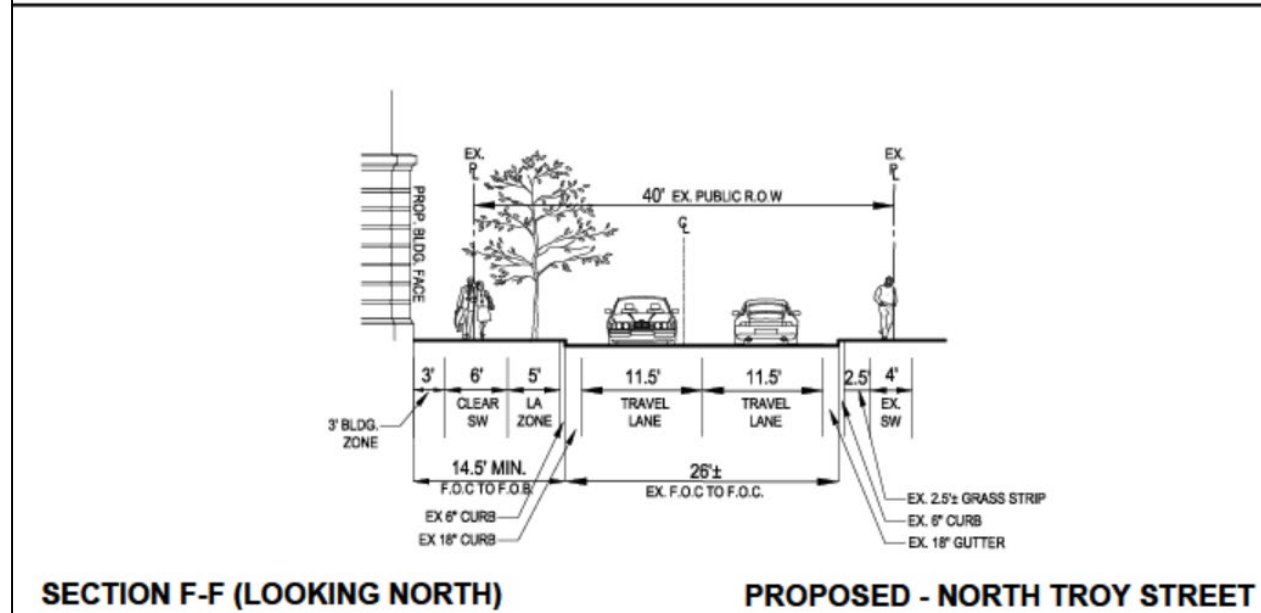 EX.
PL
EX.
PL
40' EX. PUBLIC R.O.W
CL
PROP. BLDG. FACE
3'
6'
5'
11.5'
11.5'
2.5'
4'
CLEAR
SW
LA
ZONE
TRAVEL
LANE
TRAVEL
LANE
EX.
SW
3' BLDG.
ZONE
14.5' MIN.
F.O.C TO F.O.B.
26'±
EX. F.O.C TO F.O.C.
EX 6" CURB
EX 18" CURB
EX. 2.5'± GRASS STRIP
EX. 6" CURB
EX. 18" GUTTER
SECTION F-F (LOOKING NORTH)
PROPOSED - NORTH TROY STREET